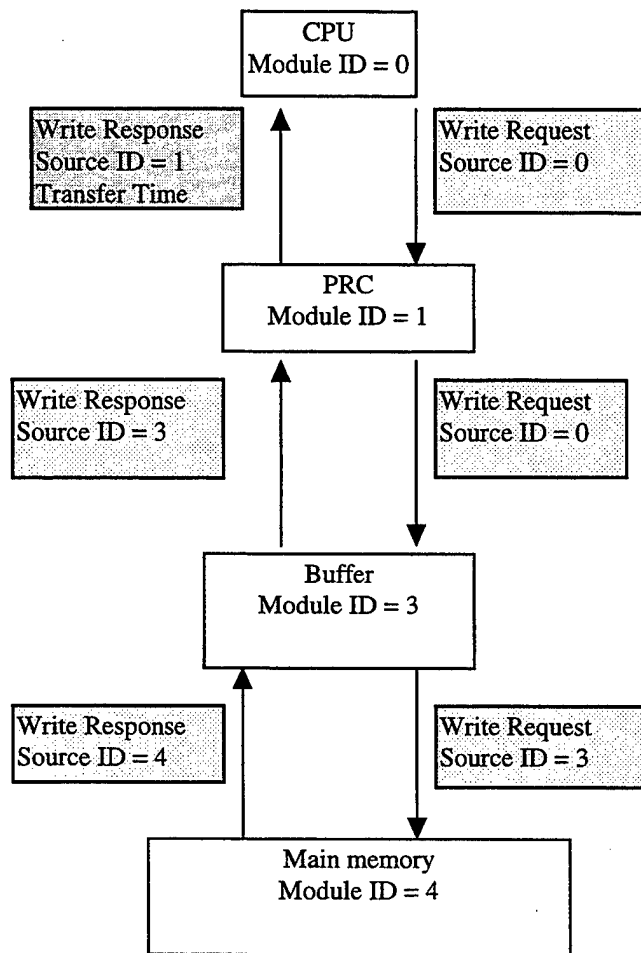 CPU
Module ID = 0
Write Response
Source ID = 1
Transfer Time
Write Request
Source ID = 0
PRC
Module ID = 1
Write Response
Source ID = 3
Write Request
Source ID = 0
Buffer
Module ID = 3
Write Response
Source ID = 4
Write Request
Source ID = 3
Main memory
Module ID = 4